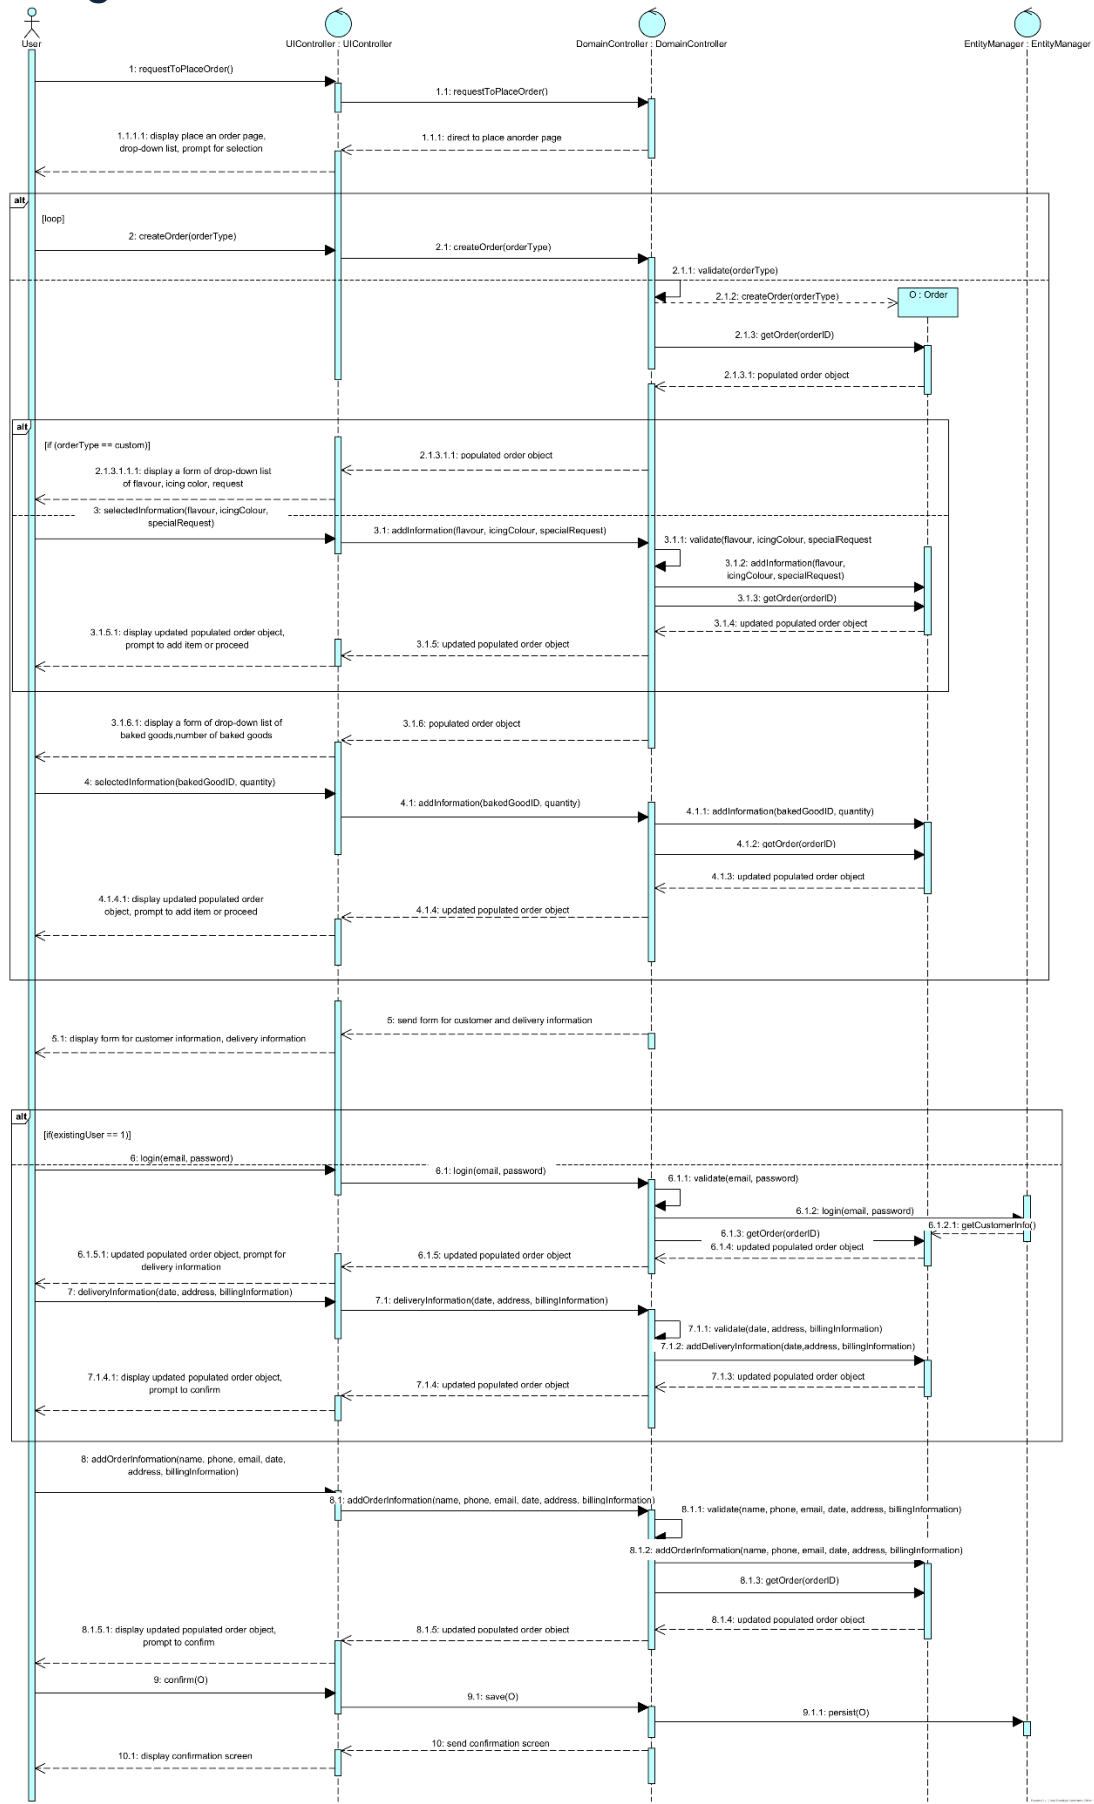 User
UIController : UIController
DomainController : DomainController
EntityManager : EntityManager
1: requestToPlaceOrder()
1.1: requestToPlaceOrder()
1.1.1.1: display place an order page,
drop-down list, prompt for selection
1.1.1: direct to place anorder page
alt
[loop]
2: createOrder(orderType)
2.1: createOrder(orderType)
2.1.1: validate(orderType)
2.1.2: createOrder(orderType)
O : Order
2.1.3: getOrder(orderID)
2.1.3.1: populated order object
alt
[if (orderType == custom)]
2.1.3.1.1: populated order object
2.1.3.1.1.1: display a form of drop-down list
of flavour, icing color, request
3: selectedInformation(flavour, icingColour,
specialRequest)
3.1: addInformation(flavour, icingColour, specialRequest)
3.1.1: validate(flavour, icingColour, specialRequest
3.1.2: addInformation(flavour,
icingColour, specialRequest)
3.1.3: getOrder(orderID)
3.1.4: updated populated order object
3.1.5.1: display updated populated order object,
prompt to add item or proceed
3.1.5: updated populated order object
3.1.6.1: display a form of drop-down list of
baked goods,number of baked goods
3.1.6: populated order object
4: selectedInformation(bakedGoodID, quantity)
4.1: addInformation(bakedGoodID, quantity)
4.1.1: addInformation(bakedGoodID, quantity)
4.1.2: getOrder(orderID)
4.1.3: updated populated order object
4.1.4.1: display updated populated order
object, prompt to add item or proceed
4.1.4: updated populated order object
5: send form for customer and delivery information
5.1: display form for customer information, delivery information
alt
[if(existingUser == 1)]
6: login(email, password)
6.1: login(email, password)
6.1.1: validate(email, password)
6.1.2: login(email, password)
6.1.2.1: getCustomerInfo()
6.1.3: getOrder(orderID)
6.1.4: updated populated order object
6.1.5.1: updated populated order object, prompt for
delivery information
6.1.5: updated populated order object
7: deliveryInformation(date, address, billingInformation)
7.1: deliveryInformation(date, address, billingInformation)
7.1.1: validate(date, address, billingInformation)
7.1.2: addDeliveryInformation(date,address, billingInformation)
7.1.3: updated populated order object
7.1.4.1: display updated populated order object,
prompt to confirm
7.1.4: updated populated order object
8: addOrderInformation(name, phone, email, date,
address, billingInformation)
8.1: addOrderInformation(name, phone, email, date, address, billingInformation)
8.1.1: validate(name, phone, email, date, address, billingInformation)
8.1.2: addOrderInformation(name, phone, email, date, address, billingInformation)
8.1.3: getOrder(orderID)
8.1.4: updated populated order object
8.1.5.1: display updated populated order object,
prompt to confirm
8.1.5: updated populated order object
9: confirm(O)
9.1: save(O)
9.1.1: persist(O)
10: send confirmation screen
10.1: display confirmation screen